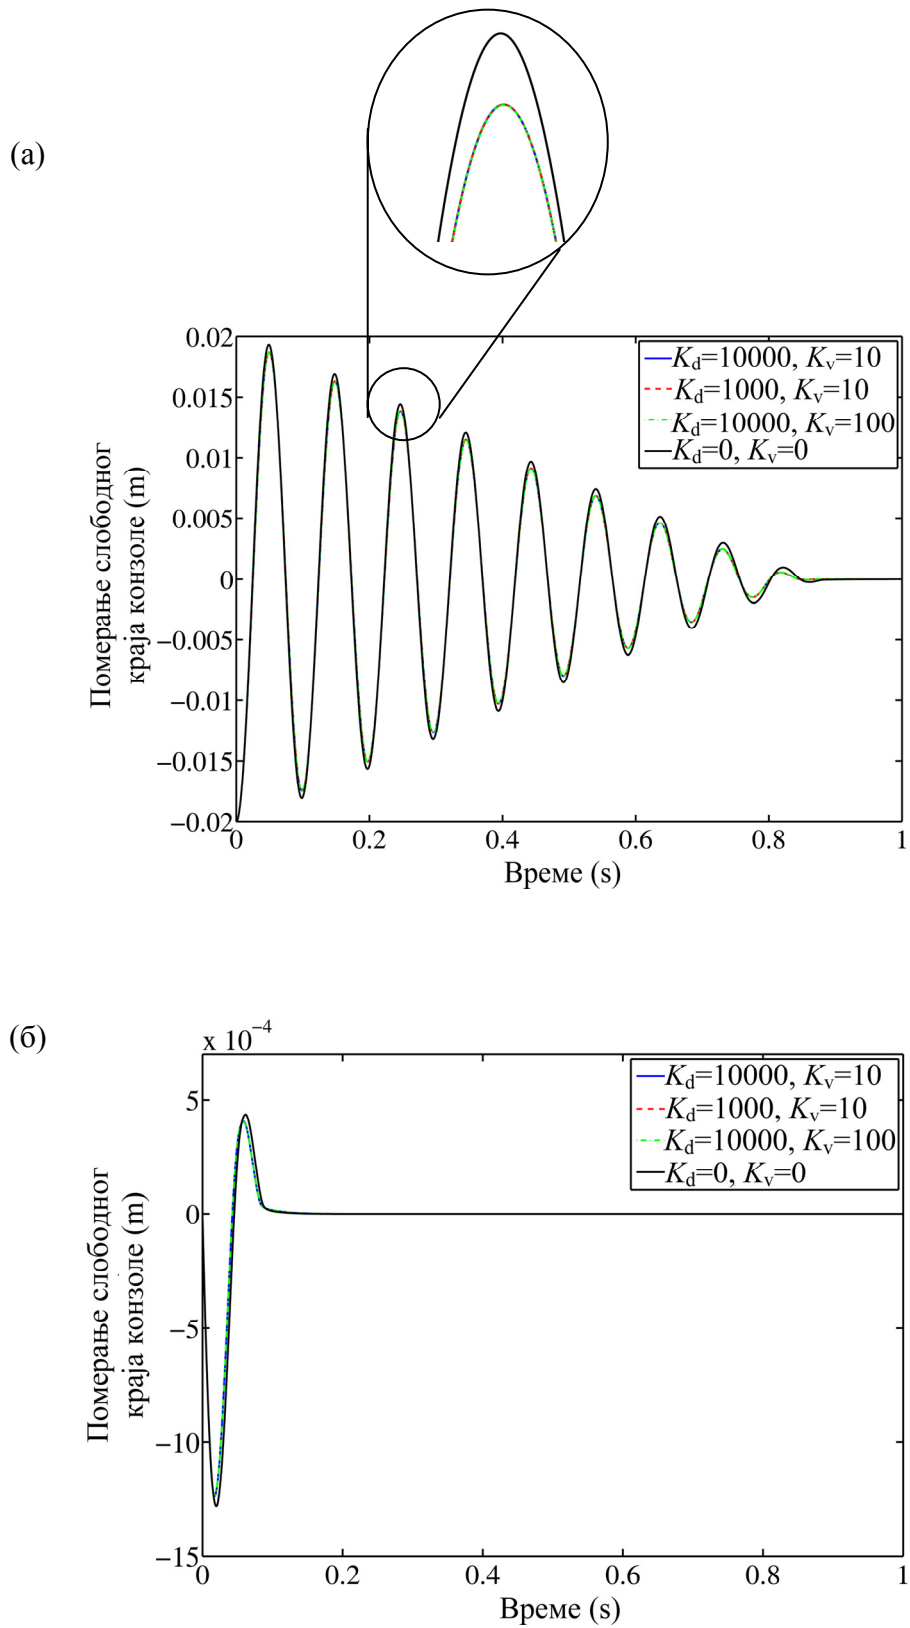 (а)
0.02
0.015
0.01
0.005
0
−0.005
−0.01
−0.015
−0.02
Померање слободног
краја конзоле (m)
Kd=10000, Kv=10
Kd=1000, Kv=10
Kd=10000, Kv=100
Kd=0, Kv=0
0 0.2 0.4 0.6 0.8 1
Време (s)
(б)
x 10−4
5
0
−5
−10
−15
Померање слободног
краја конзоле (m)
Kd=10000, Kv=10
Kd=1000, Kv=10
Kd=10000, Kv=100
Kd=0, Kv=0
0 0.2 0.4 0.6 0.8 1
Време (s)